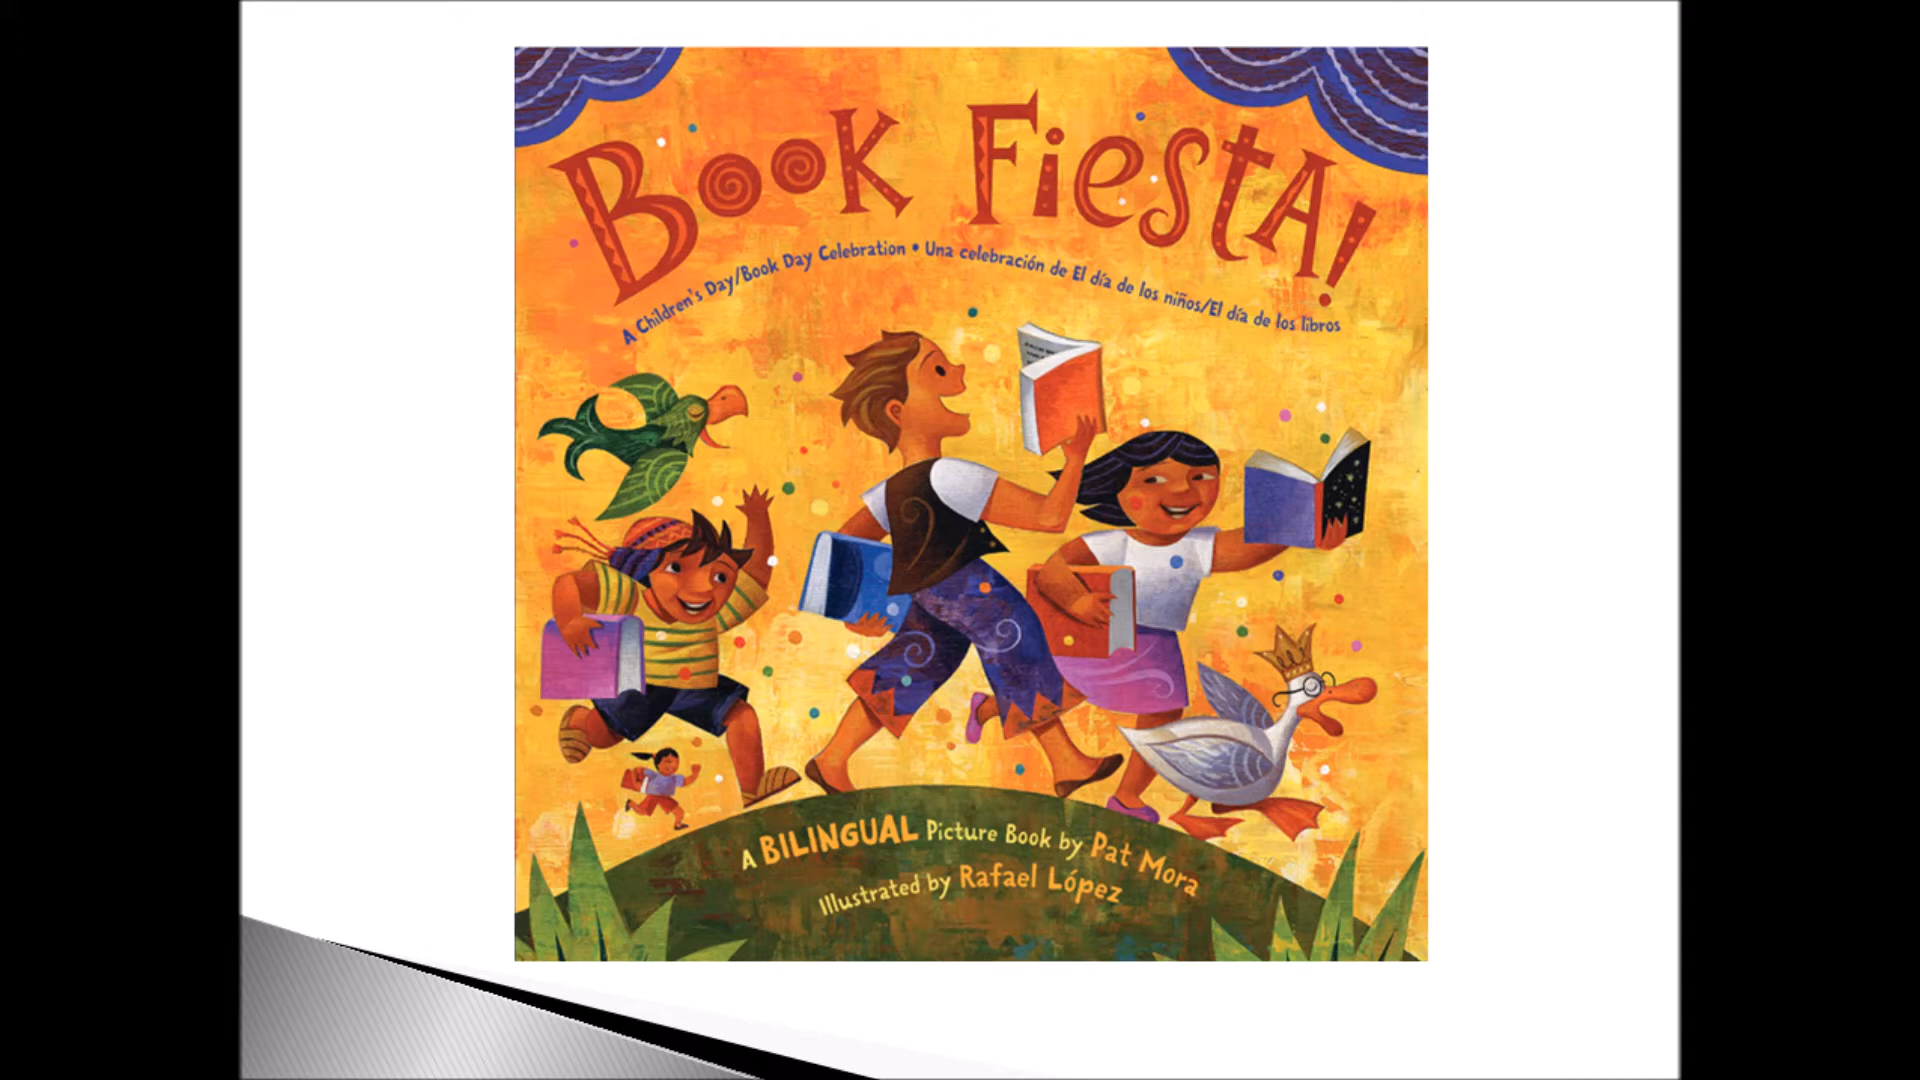 BOOK FiestA!
A Children's Day/Book Day Celebration • Una celebración de El día de los niños/El día de los libros
A BILINGUAL Picture Book by Pat Mora
Illustrated by Rafael López